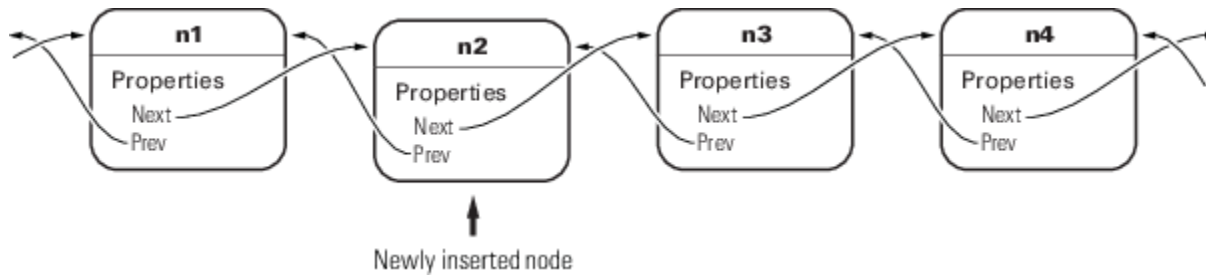 n1
Properties
Next
Prev
n2
Properties
Next
Prev
n3
Properties
Next
Prev
n4
Properties
Next
Prev
Newly inserted node